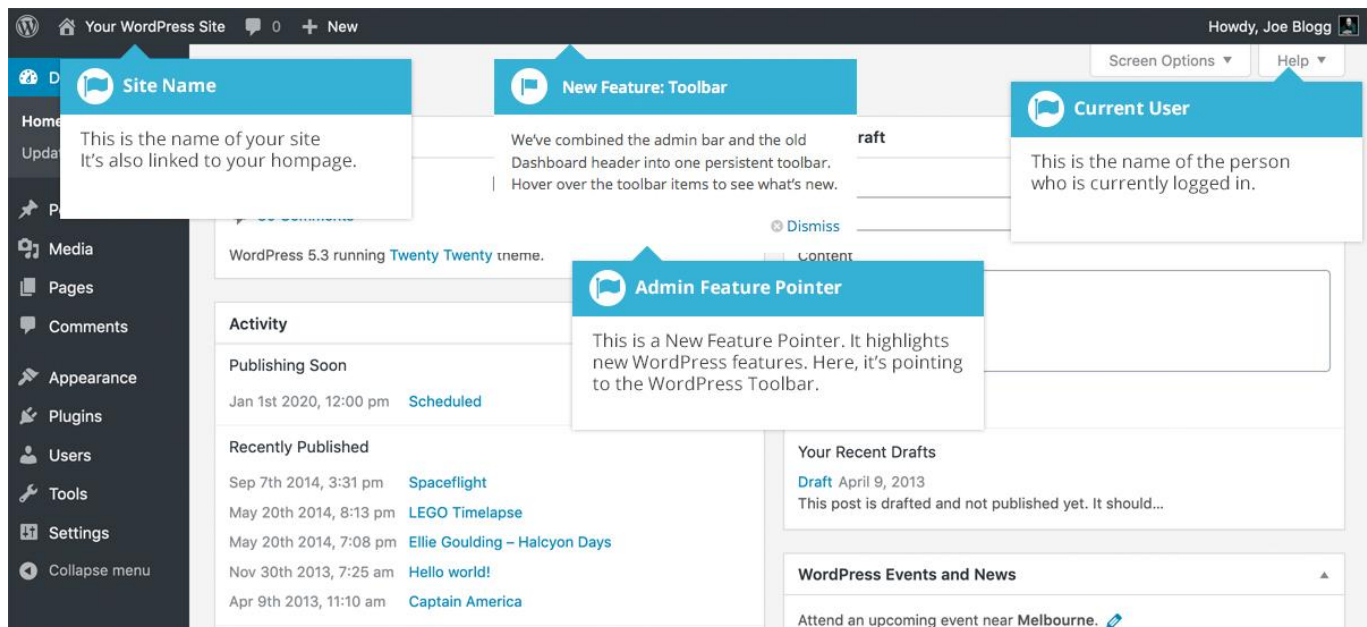 Your WordPress Site 0 + New Howdy, Joe Blogg
Screen Options Help
D
Site Name
This is the name of your site
It's also linked to your hompage.
New Feature: Toolbar
We've combined the admin bar and the old
Dashboard header into one persistent toolbar.
Hover over the toolbar items to see what's new.
Dismiss
Current User
This is the name of the person
who is currently logged in.
Home
Media
Pages
Comments
Appearance
Plugins
Users
Tools
Settings
Collapse menu
raft
WordPress 5.3 running Twenty Twenty theme.
Content
Admin Feature Pointer
This is a New Feature Pointer. It highlights
new WordPress features. Here, it's pointing
to the WordPress Toolbar.
Activity
Publishing Soon
Jan 1st 2020, 12:00 pm Scheduled
Recently Published
Sep 7th 2014, 3:31 pm Spaceflight
May 20th 2014, 8:13 pm LEGO Timelapse
May 20th 2014, 7:08 pm Ellie Goulding – Halcyon Days
Nov 30th 2013, 7:25 am Hello world!
Apr 9th 2013, 11:10 am Captain America
Your Recent Drafts
Draft April 9, 2013
This post is drafted and not published yet. It should...
WordPress Events and News
Attend an upcoming event near Melbourne.